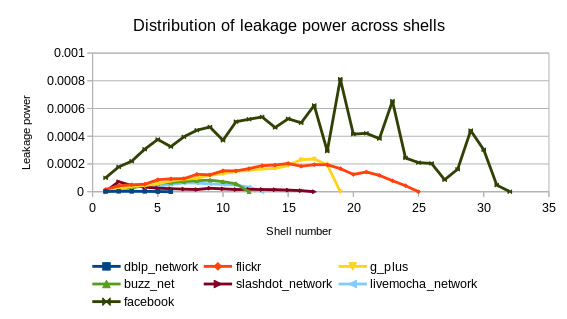 Distribution of leakage power across shells
0.001
0.0008
0.0006
0.0004
0.0002
0
Leakage power
0 5 10 15 20 25 30 35
Shell number
dblp_network flickr g_plus
buzz_net slashdot_network livemocha_network
facebook